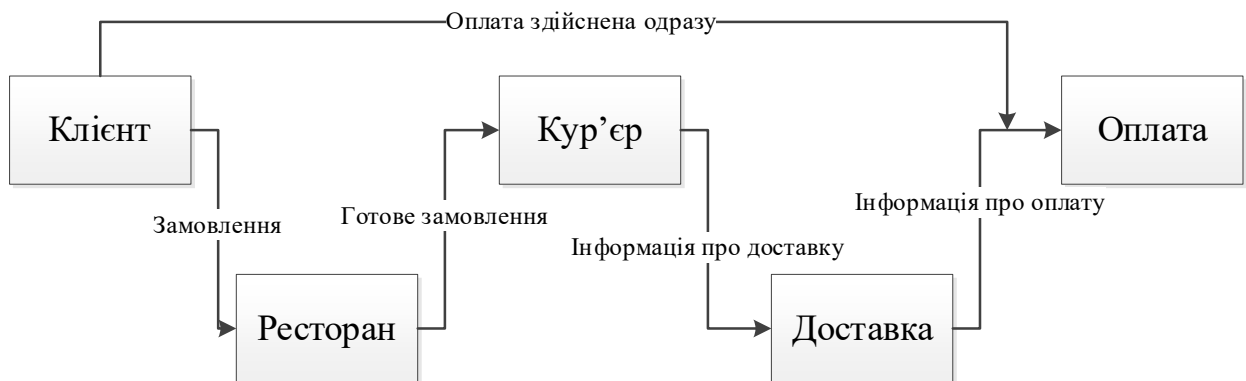 Оплата здійснена одразу
Клієнт
Кур’єр
Оплата
Замовлення
Готове замовлення
Інформація про доставку
Інформація про оплату
Ресторан
Доставка